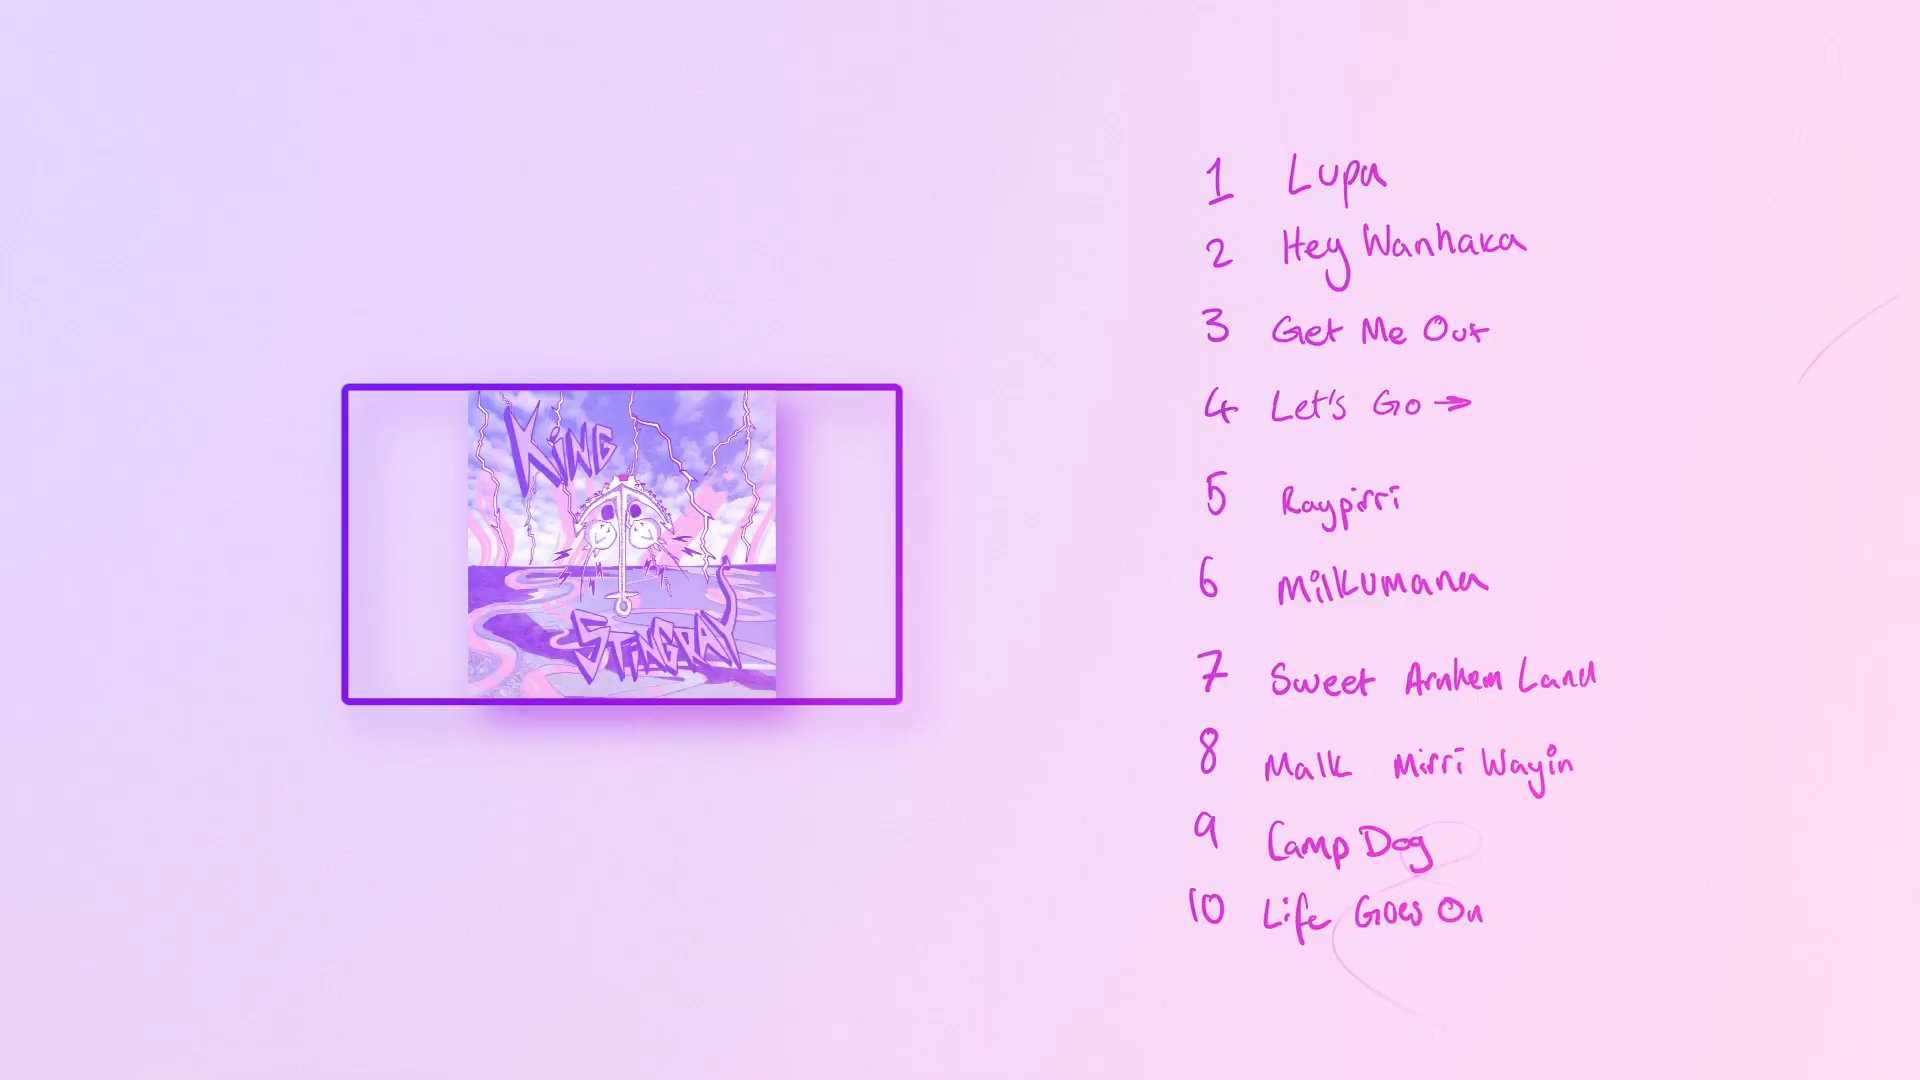 King
Stingray
1 Lupa
2 Hey Wanhaka
3 Get Me Out
4 Let's Go →
5 Raypirri
6 Milkumana
7 Sweet Arnhem Land
8 Malk Mirri Wayin
9 Camp Dog
10 Life Goes On